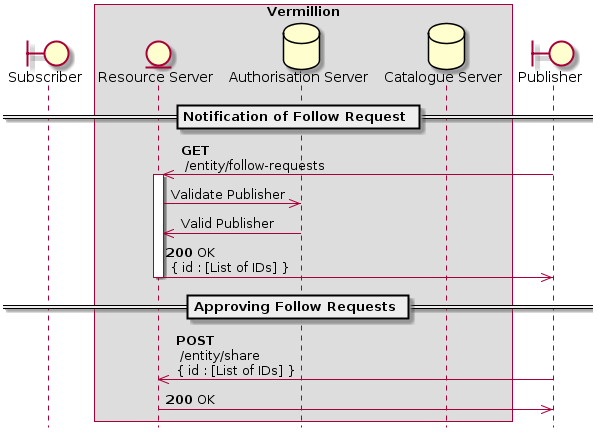 Vermillion
Subscriber
Resource Server
Authorisation Server
Catalogue Server
Publisher
Notification of Follow Request
GET
/entity/follow-requests
Validate Publisher
Valid Publisher
200 OK
{ id : [List of IDs] }
Approving Follow Requests
POST
/entity/share
{ id : [List of IDs] }
200 OK